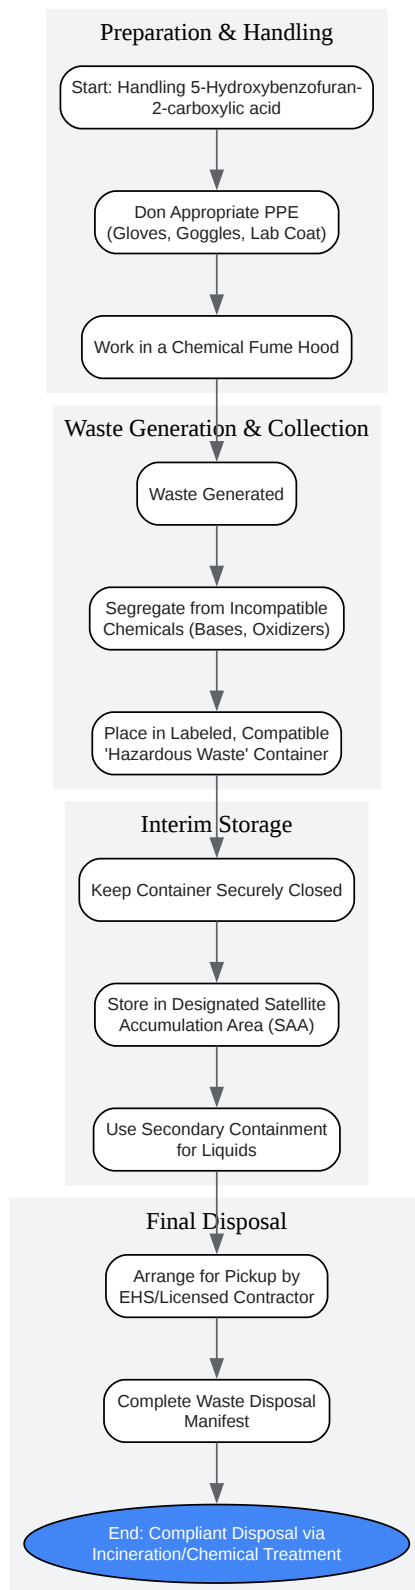 Preparation & Handling
Start: Handling 5-Hydroxybenzofuran-
2-carboxylic acid
Don Appropriate PPE
(Gloves, Goggles, Lab Coat)
Work in a Chemical Fume Hood
Waste Generation & Collection
Waste Generated
Segregate from Incompatible
Chemicals (Bases, Oxidizers)
Place in Labeled, Compatible
'Hazardous Waste' Container
Interim Storage
Keep Container Securely Closed
Store in Designated Satellite
Accumulation Area (SAA)
Use Secondary Containment
for Liquids
Final Disposal
Arrange for Pickup by
EHS/Licensed Contractor
Complete Waste Disposal
Manifest
End: Compliant Disposal via
Incineration/Chemical Treatment